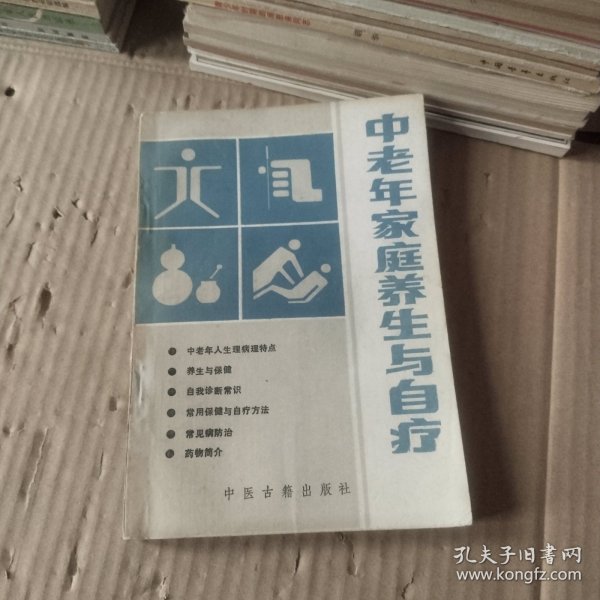 中老年家庭养生与自疗
中老年人生理病理特点
养生与保健
自我诊断常识
常用保健与自疗方法
常见病防治
药物简介
中医古籍出版社
孔夫子旧书网
www.kongfz.com